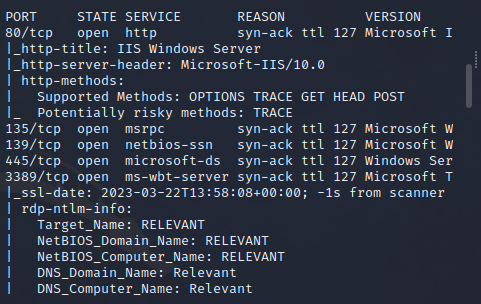 PORT STATE SERVICE REASON VERSION
80/tcp open http syn-ack ttl 127 Microsoft I
|_http-title: IIS Windows Server
|_http-server-header: Microsoft-IIS/10.0
| http-methods:
|   Supported Methods: OPTIONS TRACE GET HEAD POST
|_  Potentially risky methods: TRACE
135/tcp open msrpc syn-ack ttl 127 Microsoft W
139/tcp open netbios-ssn syn-ack ttl 127 Microsoft W
445/tcp open microsoft-ds syn-ack ttl 127 Windows Ser
3389/tcp open ms-wbt-server syn-ack ttl 127 Microsoft T
|_ssl-date: 2023-03-22T13:58:08+00:00; -1s from scanner
| rdp-ntlm-info:
|   Target_Name: RELEVANT
|   NetBIOS_Domain_Name: RELEVANT
|   NetBIOS_Computer_Name: RELEVANT
|   DNS_Domain_Name: Relevant
|   DNS_Computer_Name: Relevant